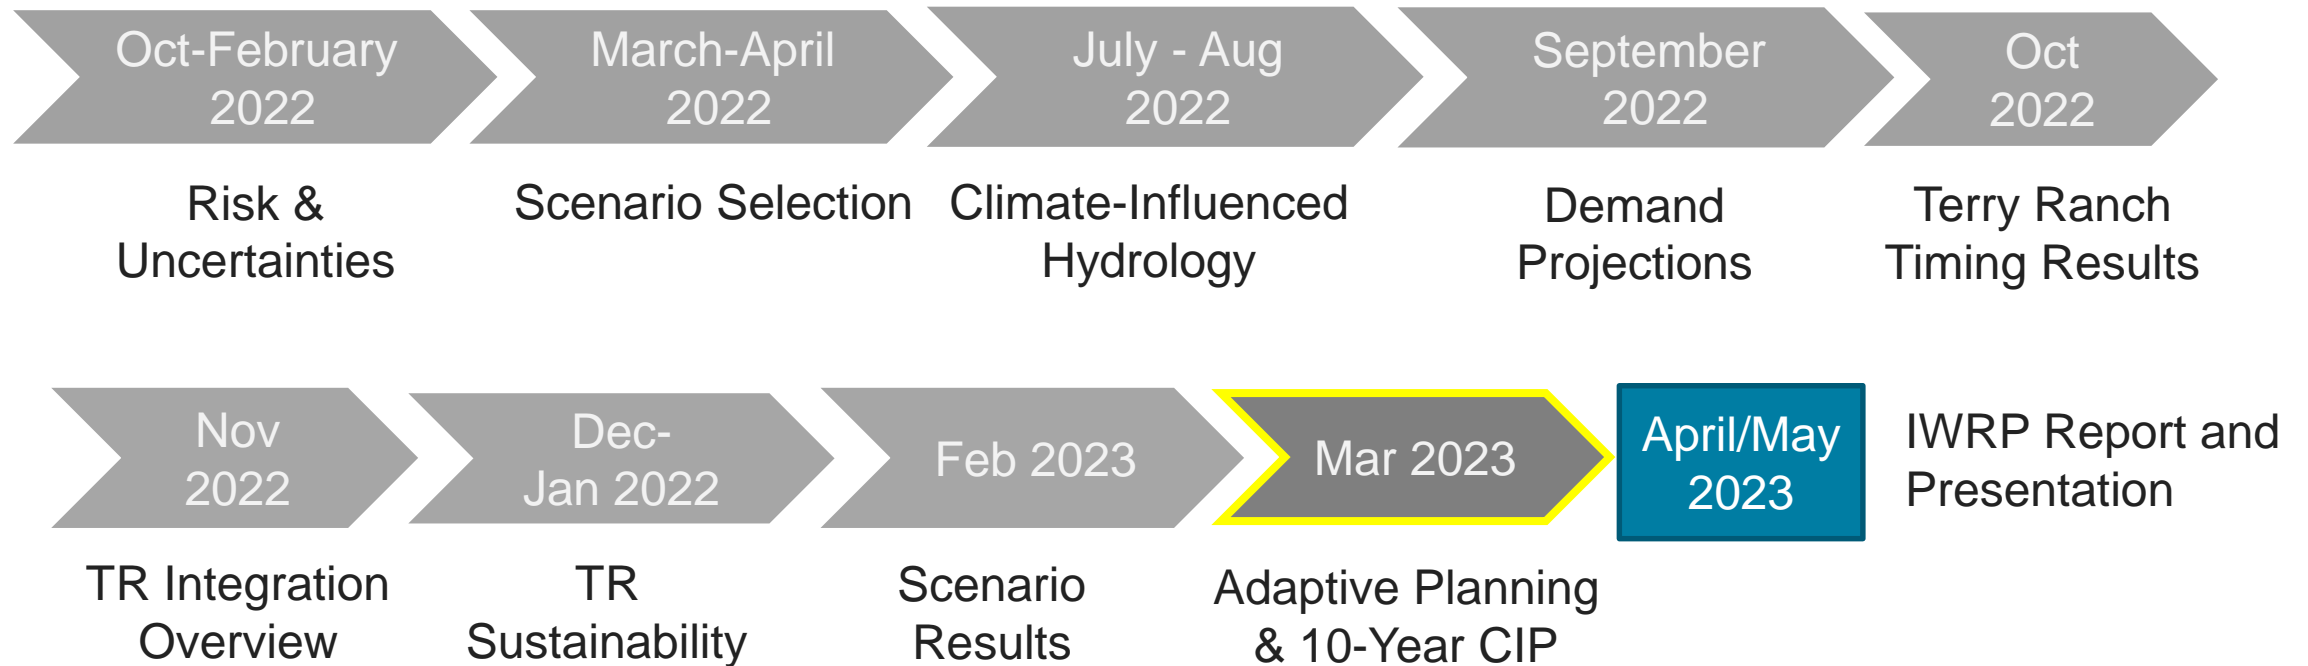 Oct-February
2022
March-April
2022
July - Aug
2022
September
2022
Oct
2022
Risk &
Uncertainties
Scenario Selection
Climate-Influenced
Hydrology
Demand
Projections
Terry Ranch
Timing Results
Nov
2022
Dec-
Jan 2022
Feb 2023
Mar 2023
April/May
2023
IWRP Report and
Presentation
TR Integration
Overview
TR
Sustainability
Scenario
Results
Adaptive Planning
& 10-Year CIP